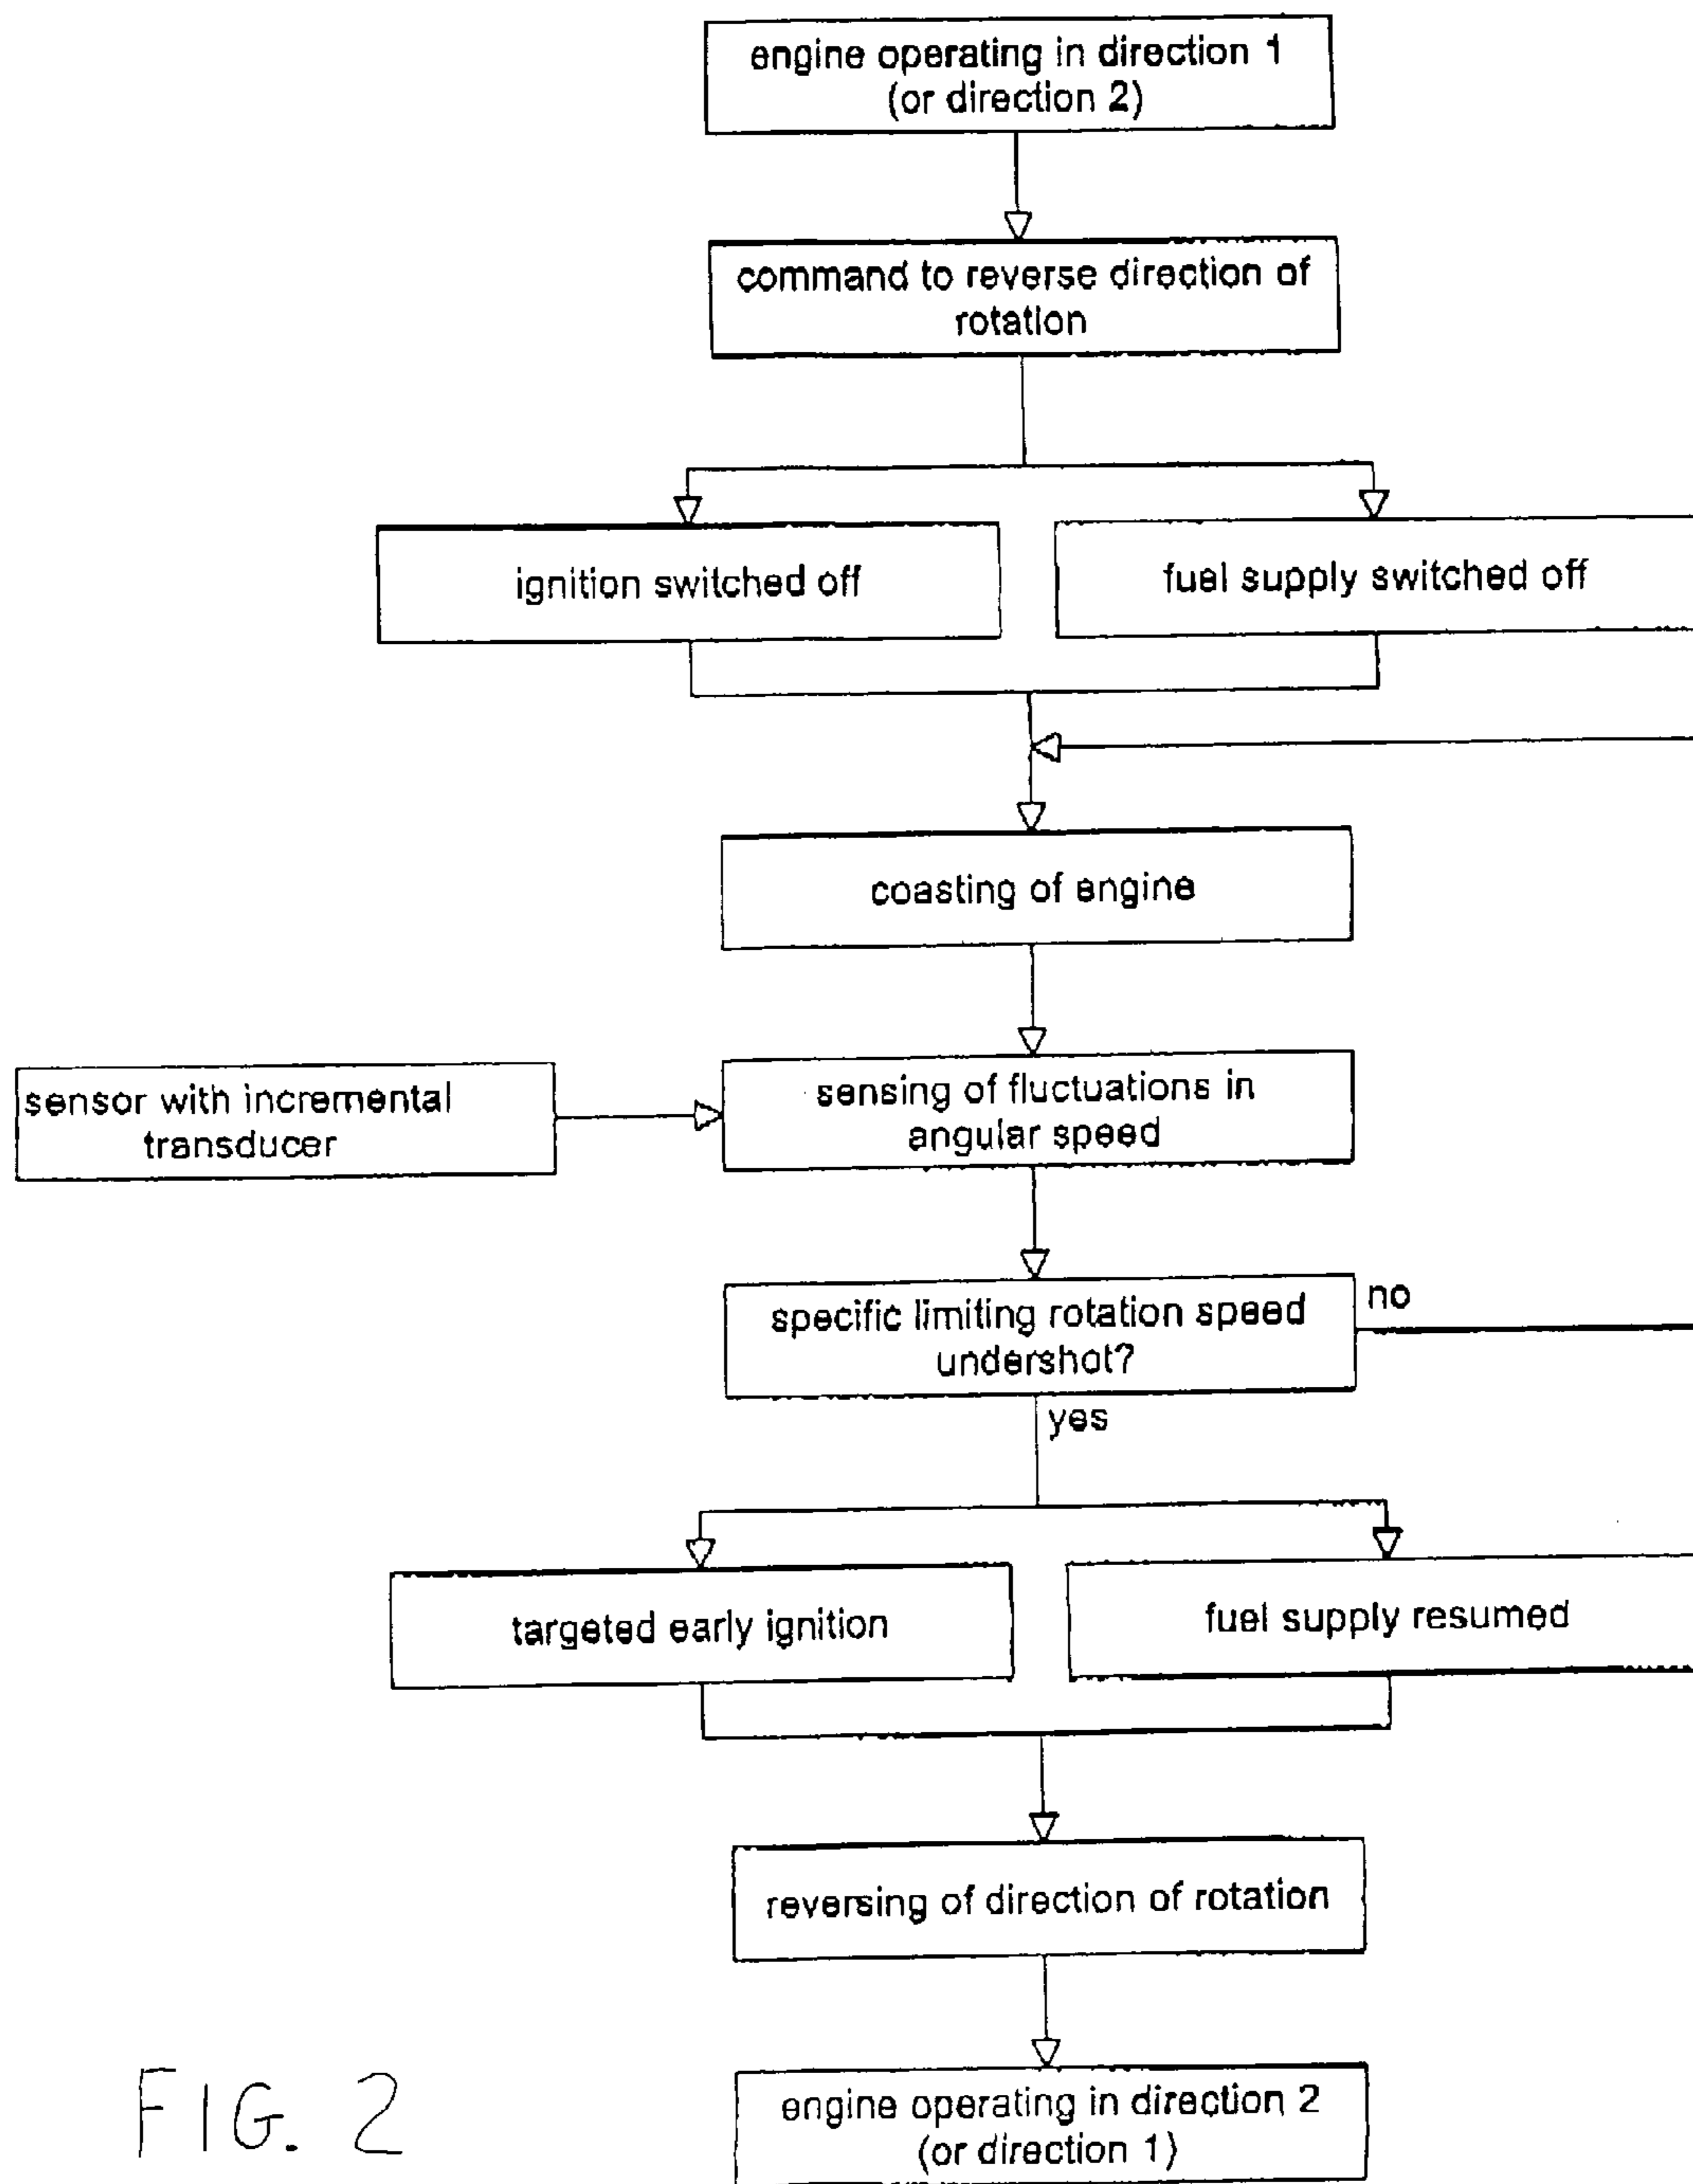 engine operating in direction 1
(or direction 2)
command to reverse direction of
rotation
ignition switched off
fuel supply switched off
coasting of engine
sensor with incremental
transducer
sensing of fluctuations in
angular speed
specific limiting rotation speed
undershot?
no
yes
targeted early ignition
fuel supply resumed
reversing of direction of rotation
engine operating in direction 2
(or direction 1)
FIG. 2